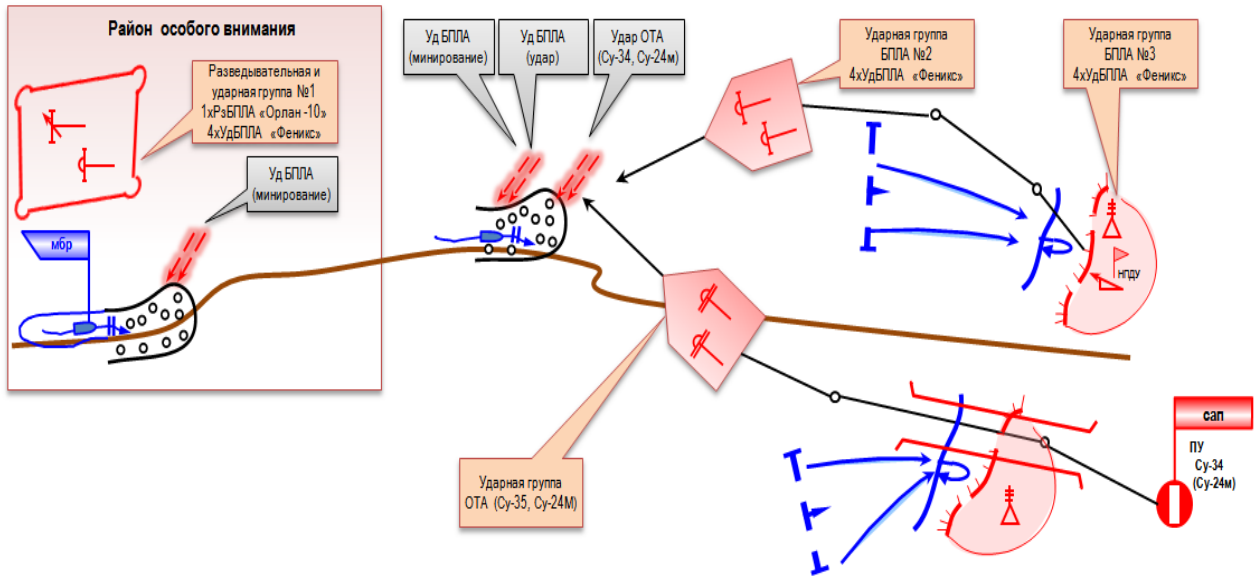 Район особого внимания
Разведывательная и
ударная группа №1
1хРзБПЛА «Орлан -10»
4хУдБПЛА «Феникс»
Уд БПЛА
(минирование)
мбр
Уд БПЛА
(минирование)
Уд БПЛА
(удар)
Удар ОТА
(Су-34, Су-24м)
Ударная группа
БПЛА №2
4хУдБПЛА «Феникс»
Ударная группа
БПЛА №3
4хУдБПЛА «Феникс»
НПДУ
Ударная группа
ОТА (Су-35, Су-24М)
сап
ПУ
Су-34
(Су-24м)